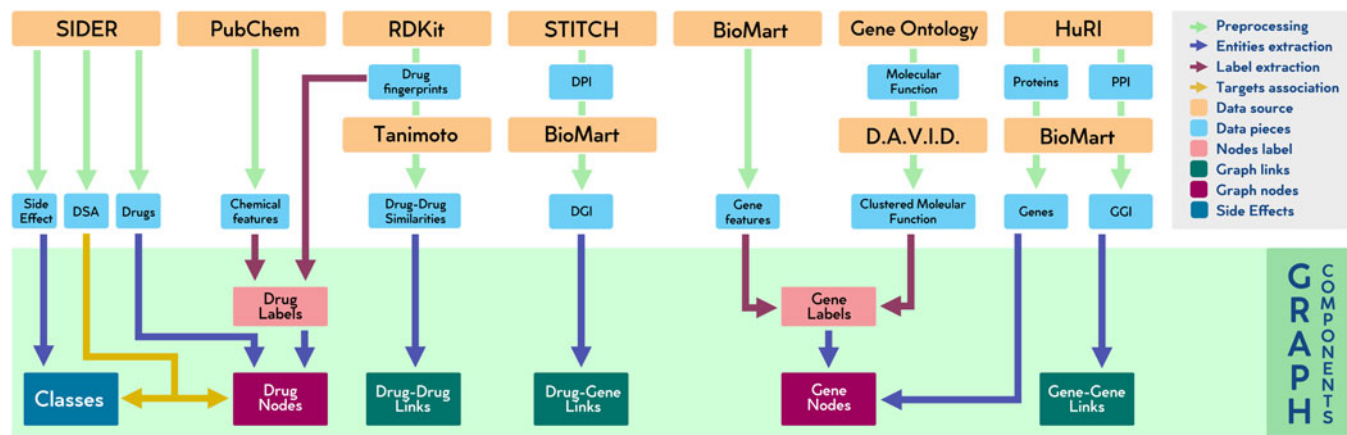 SIDER
PubChem
RDKit
STITCH
BioMart
Gene Ontology
HuRI
Preprocessing
Entities extraction
Label extraction
Targets association
Data source
Data pieces
Nodes label
Graph links
Graph nodes
Side Effects
Drug
fingerprints
DPI
Molecular
Function
Proteins
PPI
Tanimoto
BioMart
D.A.V.I.D.
BioMart
Side
Effect
DSA
Drugs
Chemical
features
Drug-Drug
Similarities
DGI
Gene
features
Clustered Molecular
Function
Genes
GGI
Drug
Labels
Gene
Labels
Classes
Drug
Nodes
Drug-Drug
Links
Drug-Gene
Links
Gene
Nodes
Gene-Gene
Links
GRAPH
COMPONENTS